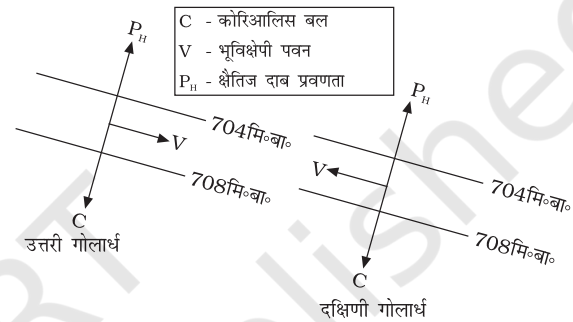 C - कोरिआलिस बल
V - भूविक्षेपी पवन
P_H - क्षैतिज दाब प्रवणता
P_H
704मि॰बा॰
V
708मि॰बा॰
C
उत्तरी गोलार्ध
P_H
V
704मि॰बा॰
708मि॰बा॰
C
दक्षिणी गोलार्ध